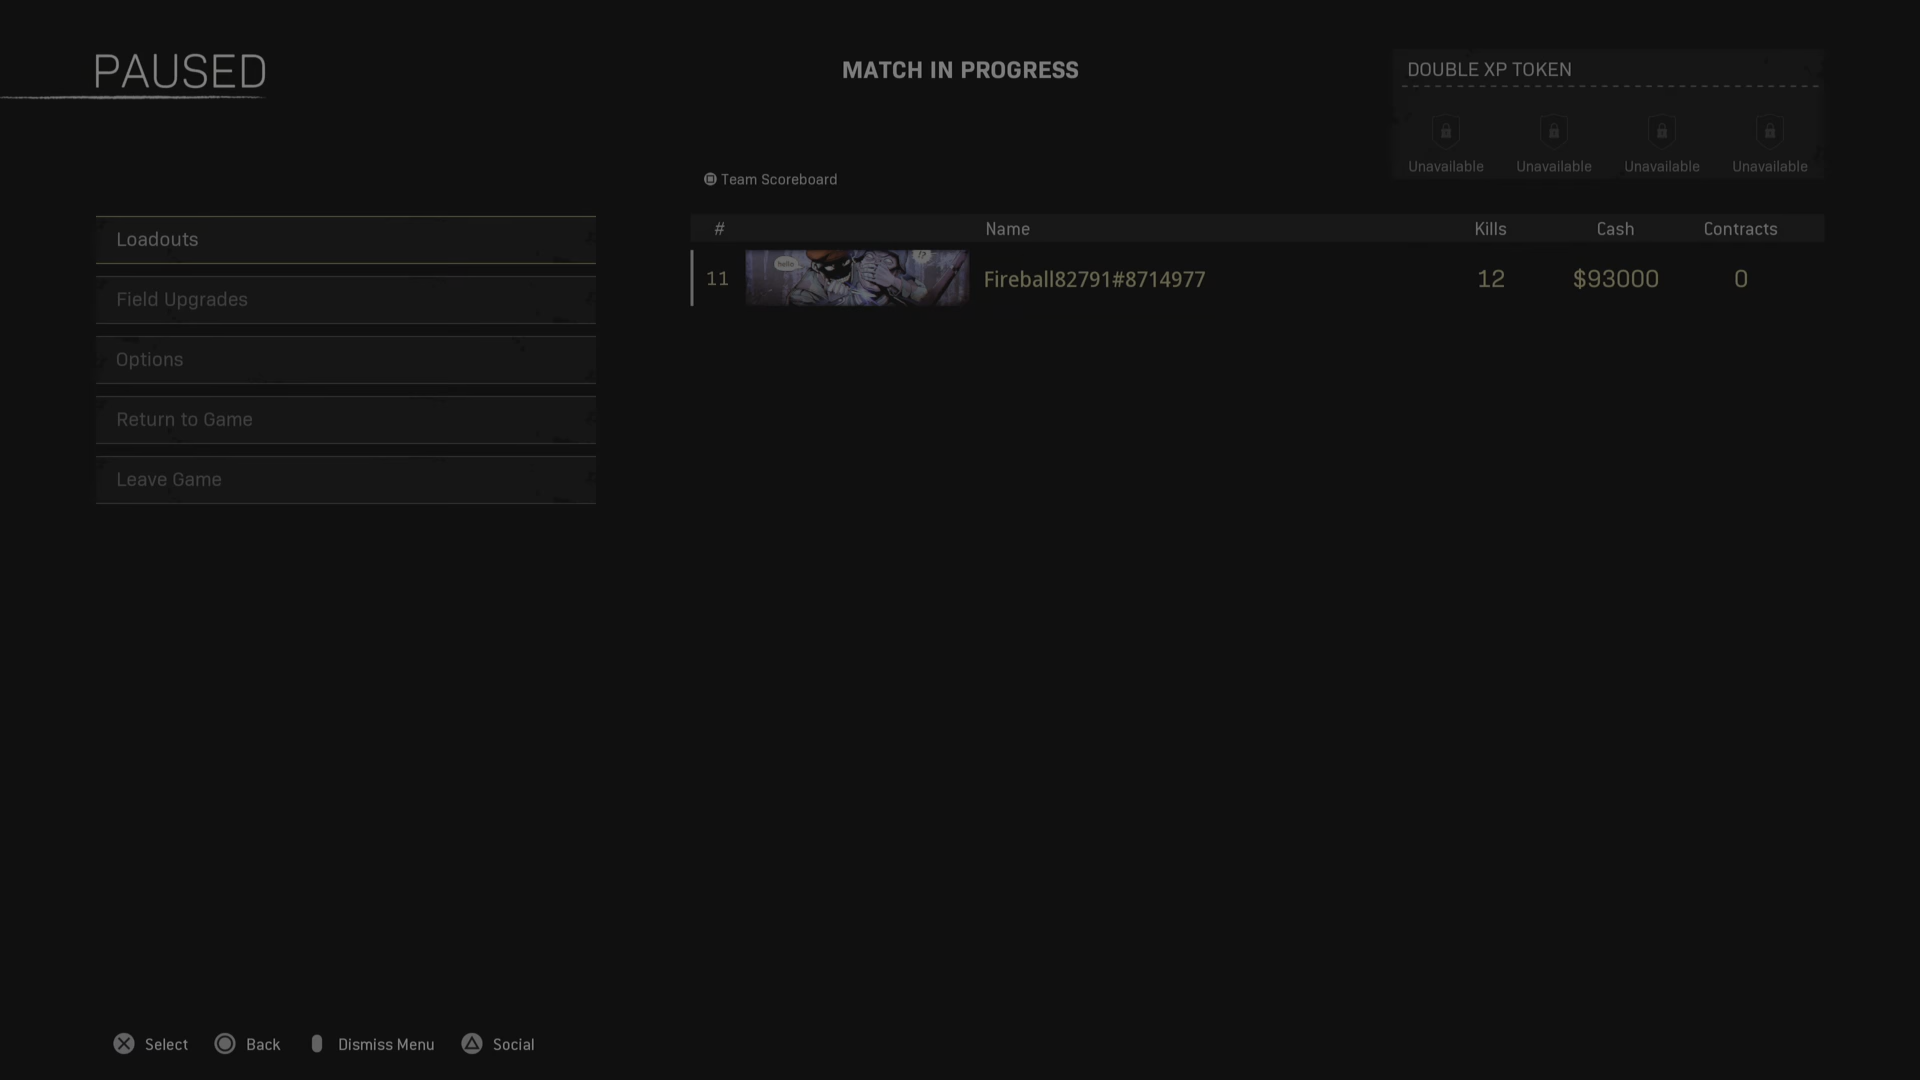 PAUSED
MATCH IN PROGRESS
DOUBLE XP TOKEN
Unavailable Unavailable Unavailable Unavailable
Team Scoreboard
# Name Kills Cash Contracts
11 Fireball82791#8714977 12 $93000 0
hello
!?
Loadouts
Field Upgrades
Options
Return to Game
Leave Game
Select Back Dismiss Menu Social